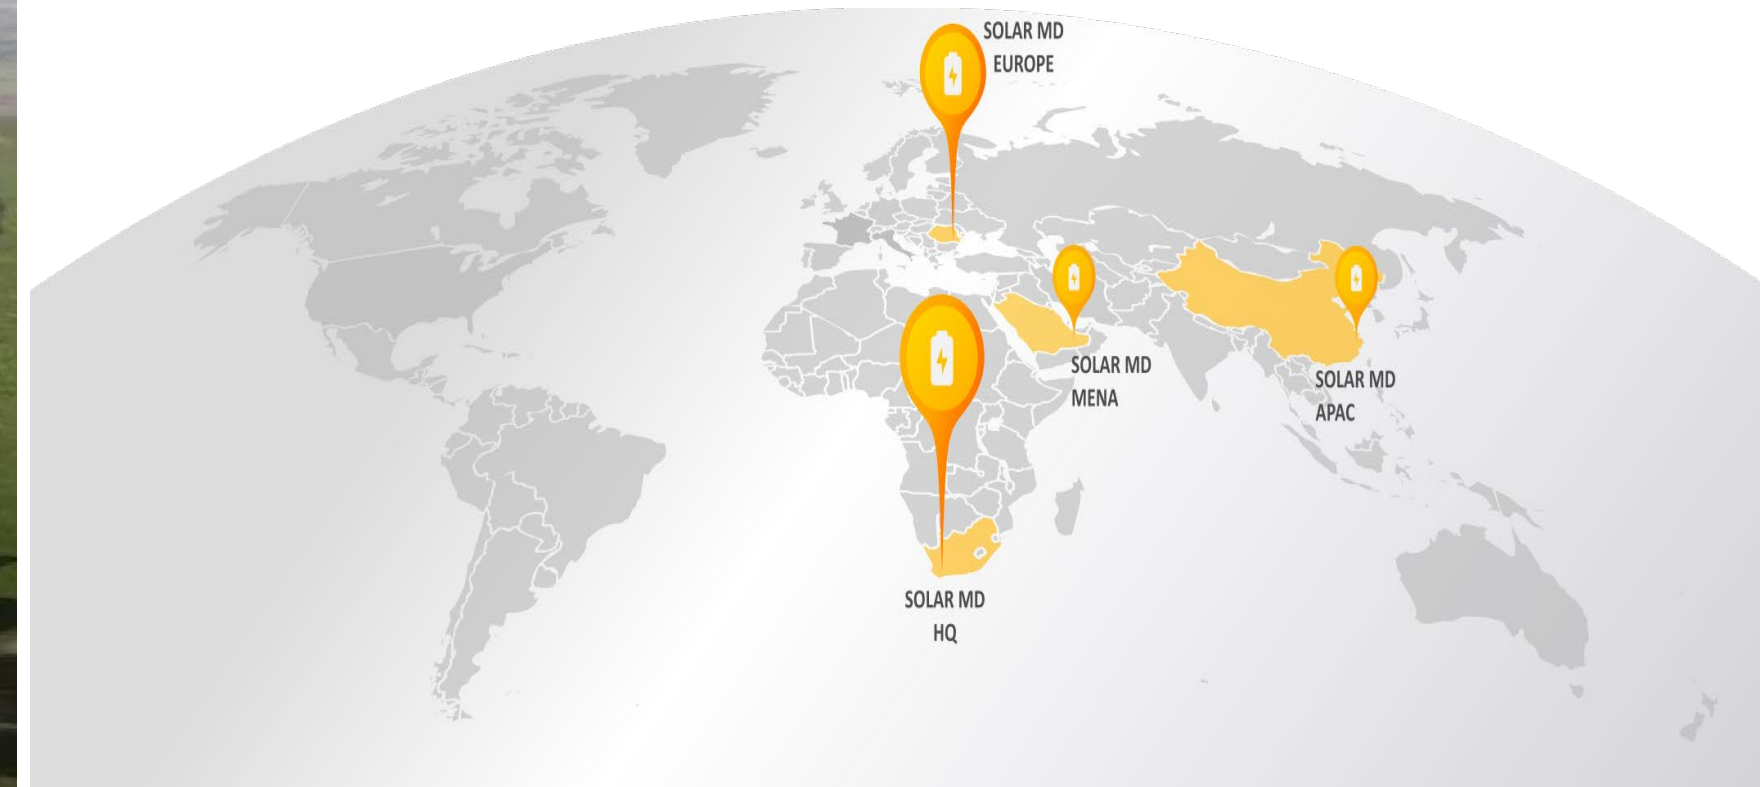 SOLAR MD
EUROPE
SOLAR MD
MENA
SOLAR MD
APAC
SOLAR MD
HQ